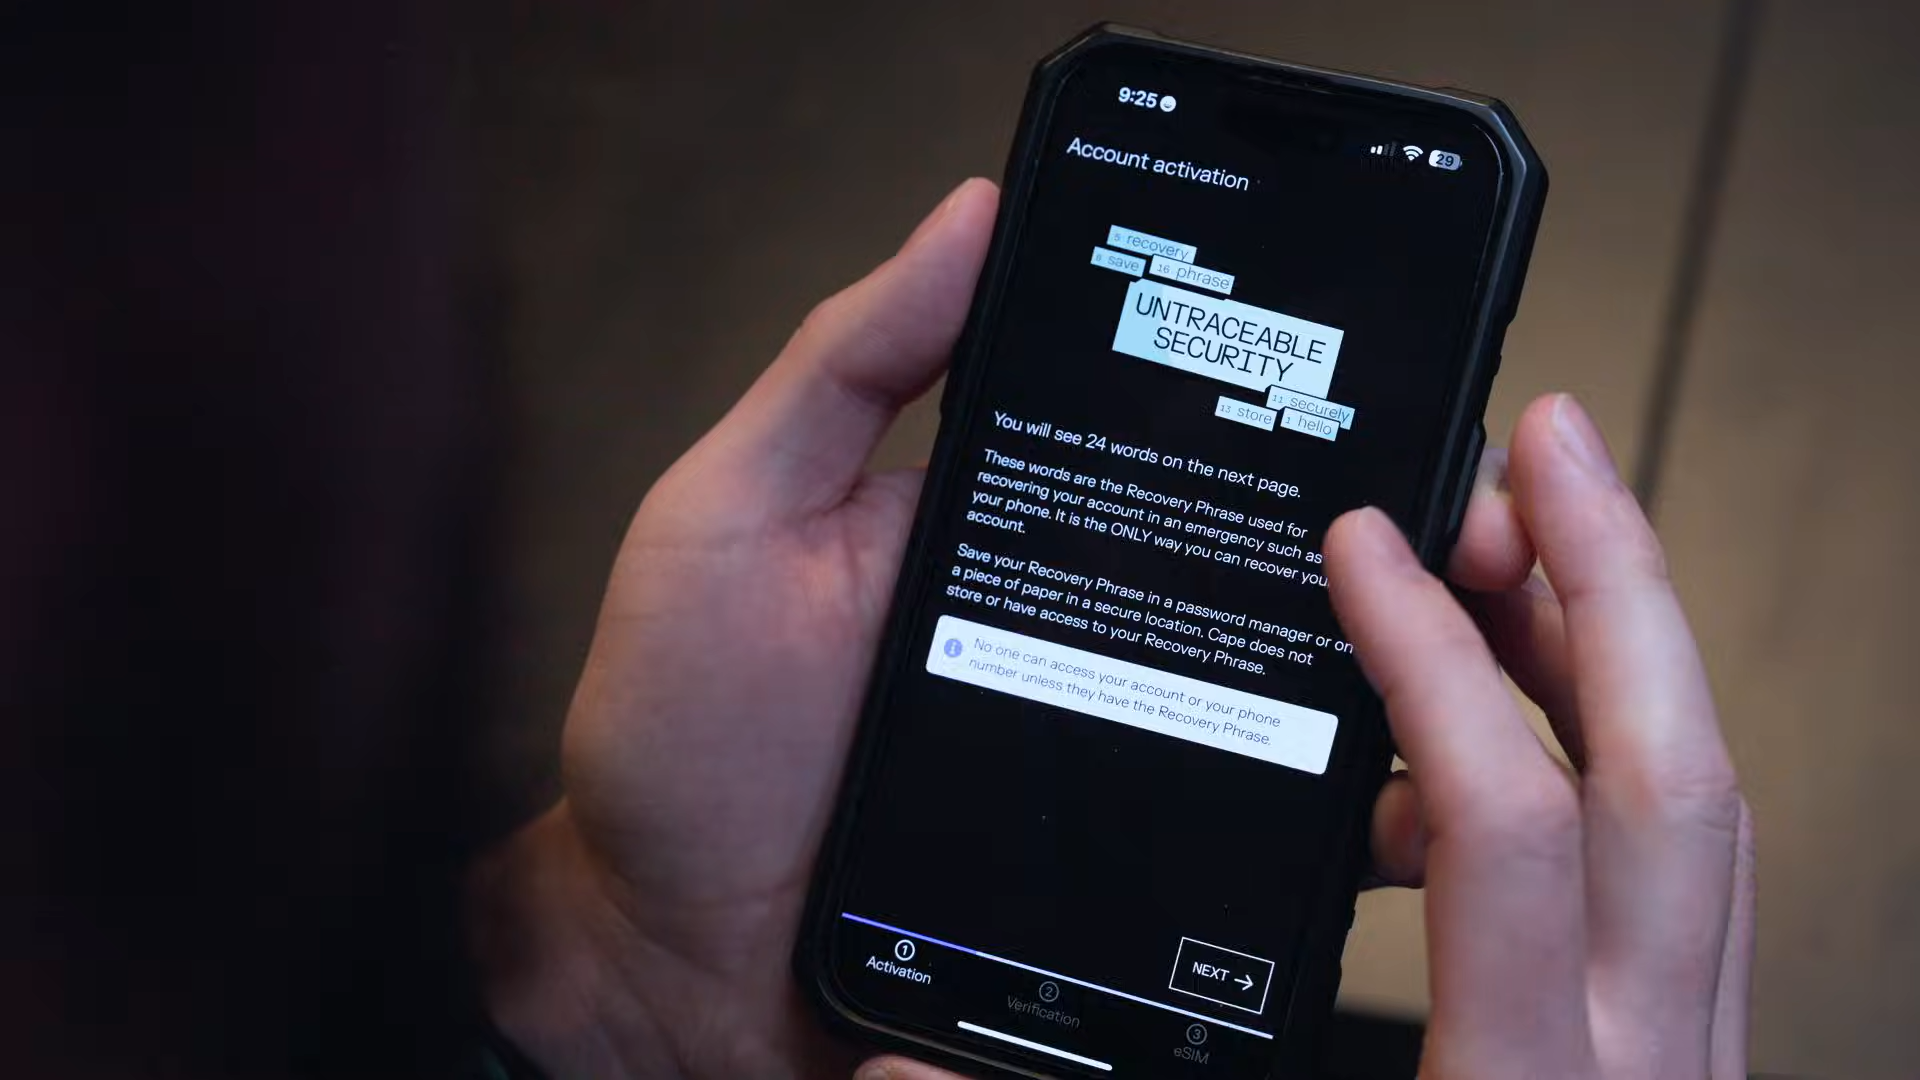 9:25
29
Account activation
5 recovery
8 save 16 phrase
UNTRACEABLE
SECURITY
11 securely
13 store 1 hello
You will see 24 words on the next page.
These words are the Recovery Phrase used for
recovering your account in an emergency such as
your phone. It is the ONLY way you can recover
account.
Save your Recovery Phrase in a password manager or on
a piece of paper in a secure location. Cape does not
store or have access to your Recovery Phrase.
No one can access your account or your phone
number unless they have the Recovery Phrase.
NEXT →
1
Activation
2
Verification
3
eSIM